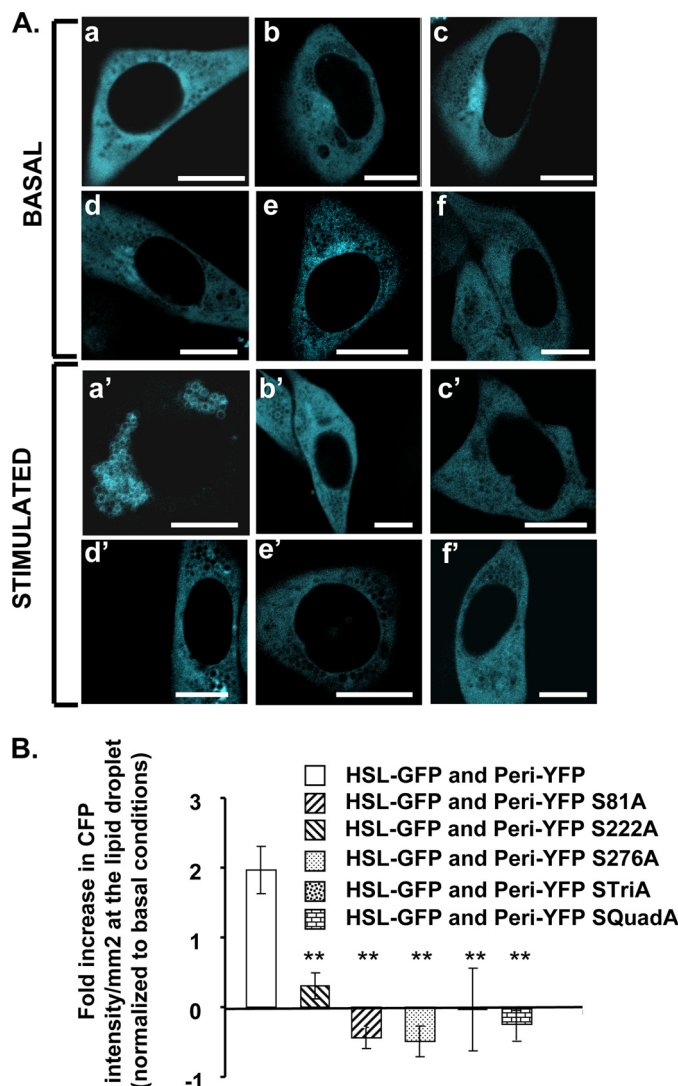 A.
BASAL
a
b
c
d
e
f
STIMULATED
a'
b'
c'
d'
e'
f'
B.
Fold increase in CFP
intensity/mm2 at the lipid droplet
(normalized to basal conditions)
3
2
1
0
-1
HSL-GFP and Peri-YFP
HSL-GFP and Peri-YFP S81A
HSL-GFP and Peri-YFP S222A
HSL-GFP and Peri-YFP S276A
HSL-GFP and Peri-YFP STriA
HSL-GFP and Peri-YFP SQuadA
** ** ** ** **